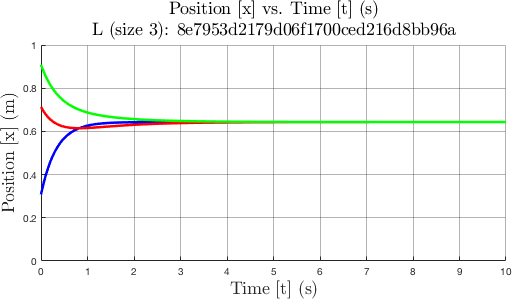 Position [x] vs. Time [t] (s)
L (size 3): 8e7953d2179d06f1700ced216d8bb96a
1
0.8
0.6
0.4
0.2
0
Position [x] (m)
0 1 2 3 4 5 6 7 8 9 10
Time [t] (s)